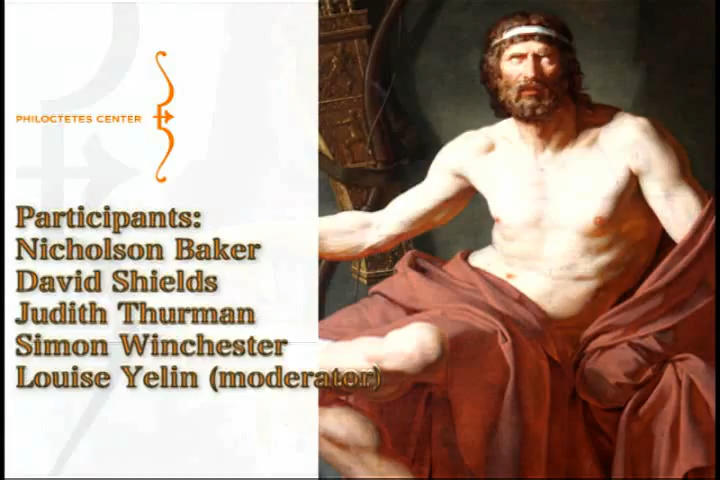 PHILOCTETES CENTER
Participants:
Nicholson Baker
David Shields
Judith Thurman
Simon Winchester
Louise Yelin (moderator)